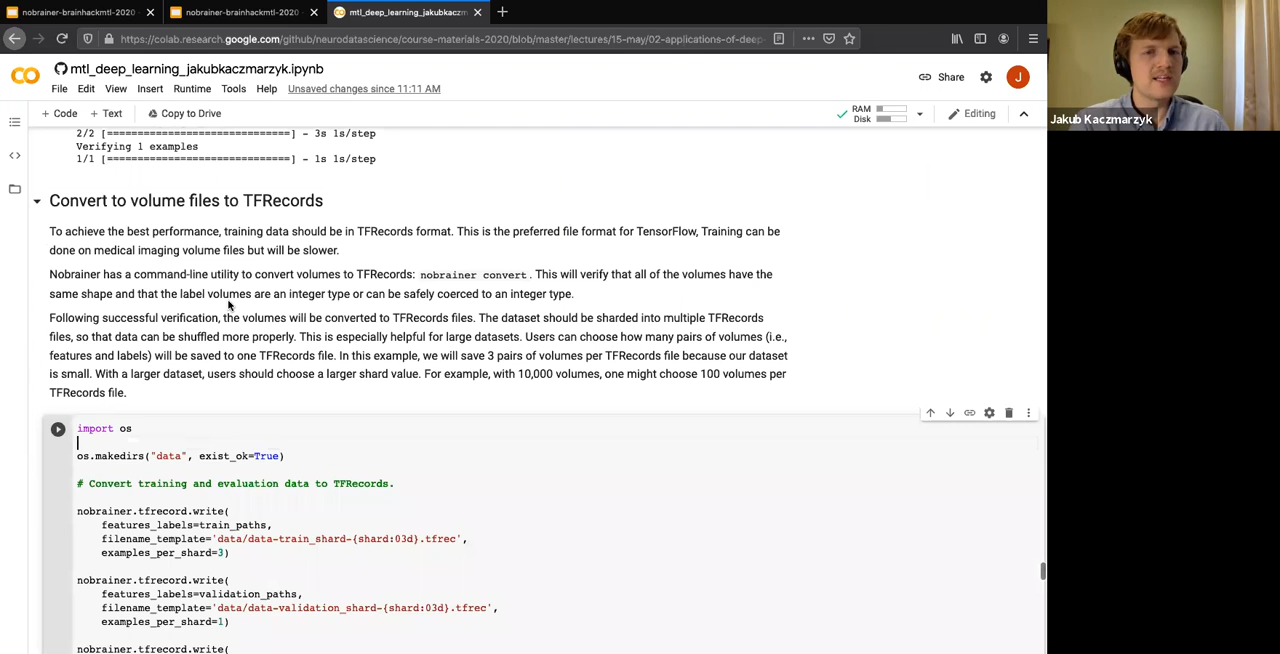 nobrainer-brainhackmtl-2020
nobrainer-brainhackmtl-2020
mtl_deep_learning_jakubkaczm
https://colab.research.google.com/github/neurodatascience/course-materials-2020/blob/master/lectures/15-may/02-applications-of-deep-
mtl_deep_learning_jakubkaczmarzyk.ipynb
Share
J
File Edit View Insert Runtime Tools Help Unsaved changes since 11:11 AM
+ Code + Text Copy to Drive
RAM
Disk
Editing
2/2 [==============================] - 3s 1s/step
Verifying 1 examples
1/1 [==============================] - 1s 1s/step
Convert to volume files to TFRecords
To achieve the best performance, training data should be in TFRecords format. This is the preferred file format for TensorFlow, Training can be
done on medical imaging volume files but will be slower.
Nobrainer has a command-line utility to convert volumes to TFRecords: nobrainer convert. This will verify that all of the volumes have the
same shape and that the label volumes are an integer type or can be safely coerced to an integer type.
Following successful verification, the volumes will be converted to TFRecords files. The dataset should be sharded into multiple TFRecords
files, so that data can be shuffled more properly. This is especially helpful for large datasets. Users can choose how many pairs of volumes (i.e.,
features and labels) will be saved to one TFRecords file. In this example, we will save 3 pairs of volumes per TFRecords file because our dataset
is small. With a larger dataset, users should choose a larger shard value. For example, with 10,000 volumes, one might choose 100 volumes per
TFRecords file.
import os
os.makedirs("data", exist_ok=True)
# Convert training and evaluation data to TFRecords.
nobrainer.tfrecord.write(
features_labels=train_paths,
filename_template='data/data-train_shard-{shard:03d}.tfrec',
examples_per_shard=3)
nobrainer.tfrecord.write(
features_labels=validation_paths,
filename_template='data/data-validation_shard-{shard:03d}.tfrec',
examples_per_shard=1)
nobrainer.tfrecord.write(
Jakub Kaczmarzyk